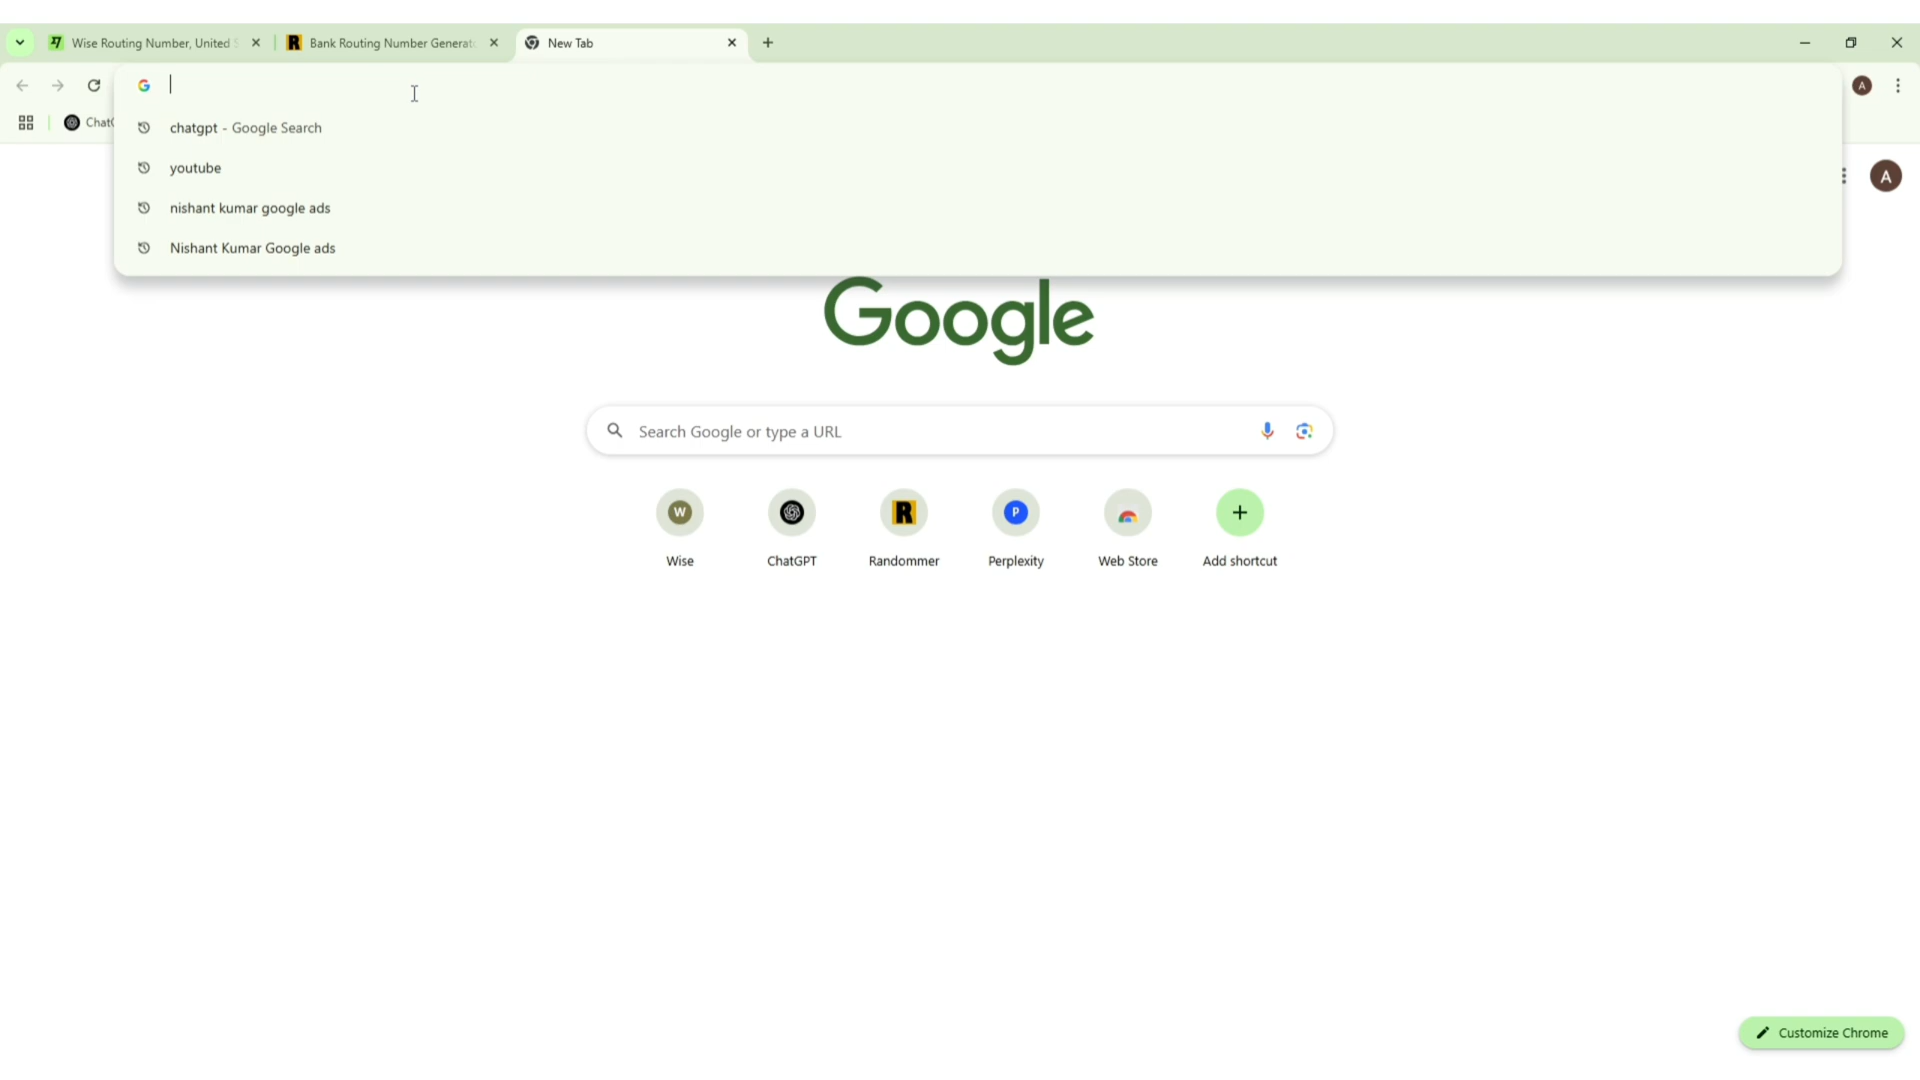 Wise Routing Number, United
Bank Routing Number Generat
New Tab
A
Chat
chatgpt - Google Search
youtube
nishant kumar google ads
Nishant Kumar Google ads
A
Google
Search Google or type a URL
W
R
P
Wise
ChatGPT
Randommer
Perplexity
Web Store
Add shortcut
Customize Chrome